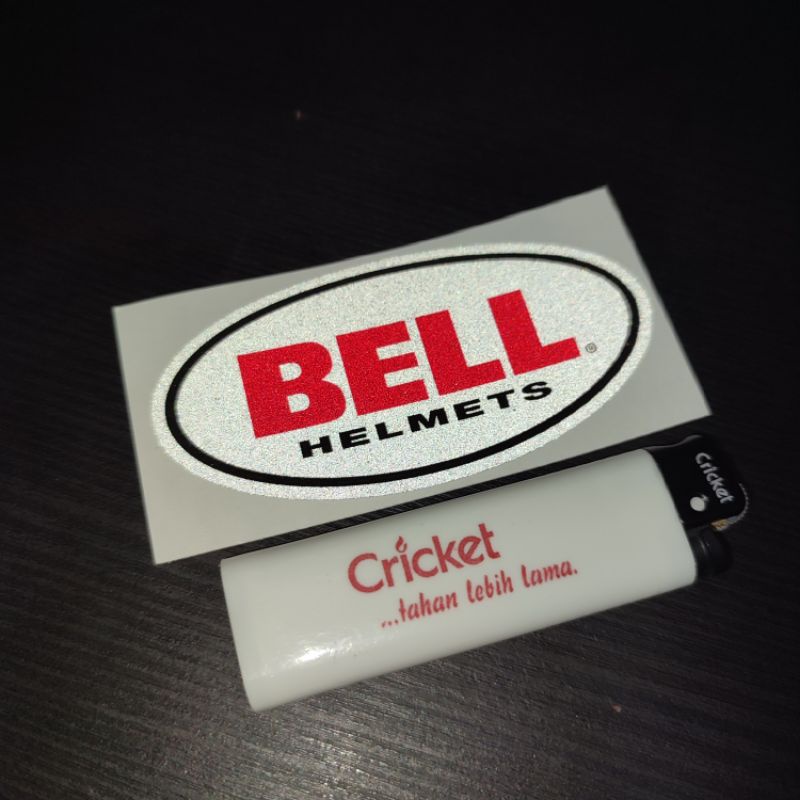 BELL ®
HELMETS
Cricket
Cricket
...tahan lebih lama.